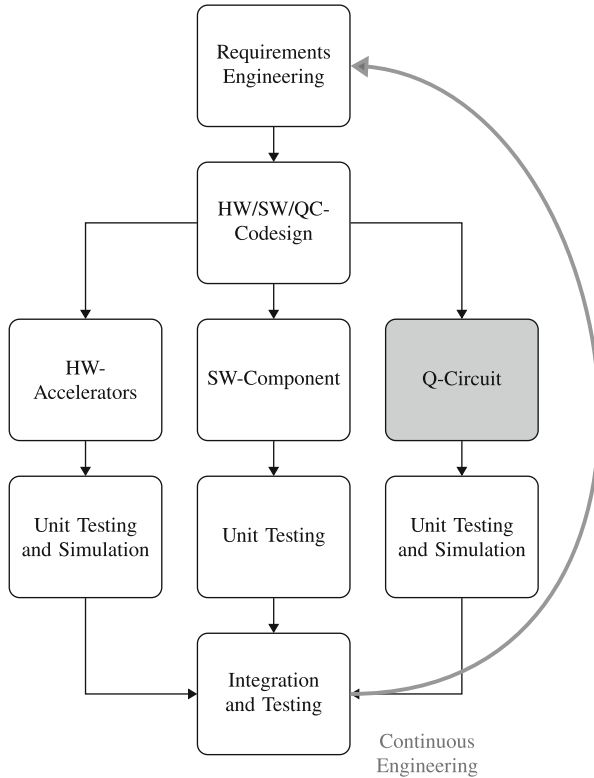 Requirements
Engineering
HW/SW/QC-
Codesign
HW-
Accelerators
SW-Component
Q-Circuit
Unit Testing
and Simulation
Unit Testing
Unit Testing
and Simulation
Integration
and Testing
Continuous
Engineering